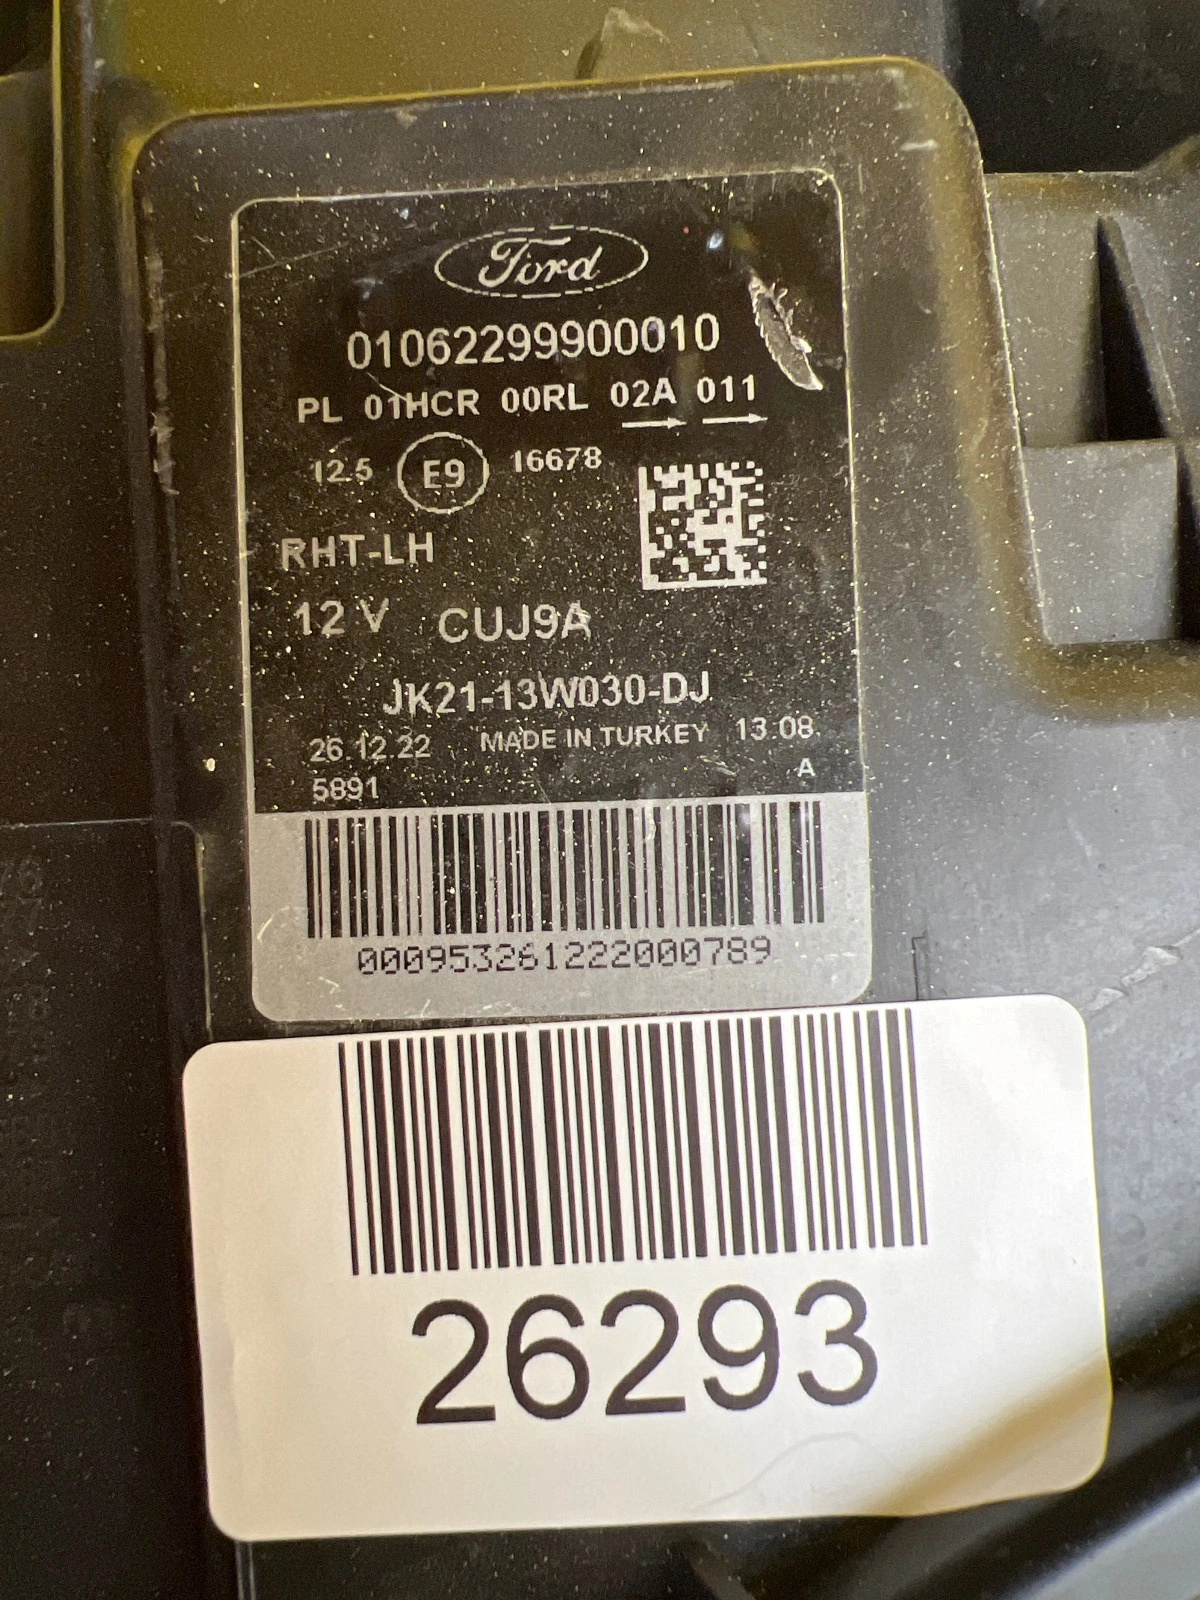 Ford
01062299900010
PL 01HCR 00RL 02A 011
12.5 E9 16678
RHT-LH
12 V CUJ9A
JK21-13W030-DJ
26.12.22 MADE IN TURKEY 13.08.
5891 A
000953261222000789
26293